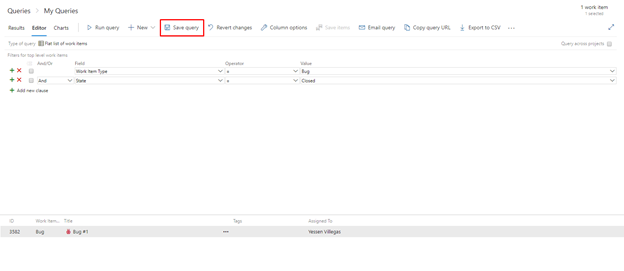 Queries > My Queries
1 work item
1 selected
Results Editor Charts Run query New Save query Revert changes Column options Save items Email query Copy query URL Export to CSV ...
Type of query Flat list of work items
Query across projects
Filters for top level work items
And/Or Field Operator Value
Work Item Type = Bug
And State = Closed
Add new clause
ID Work Item... Title Tags Assigned To
3582 Bug Bug #1 ... Yessen Villegas